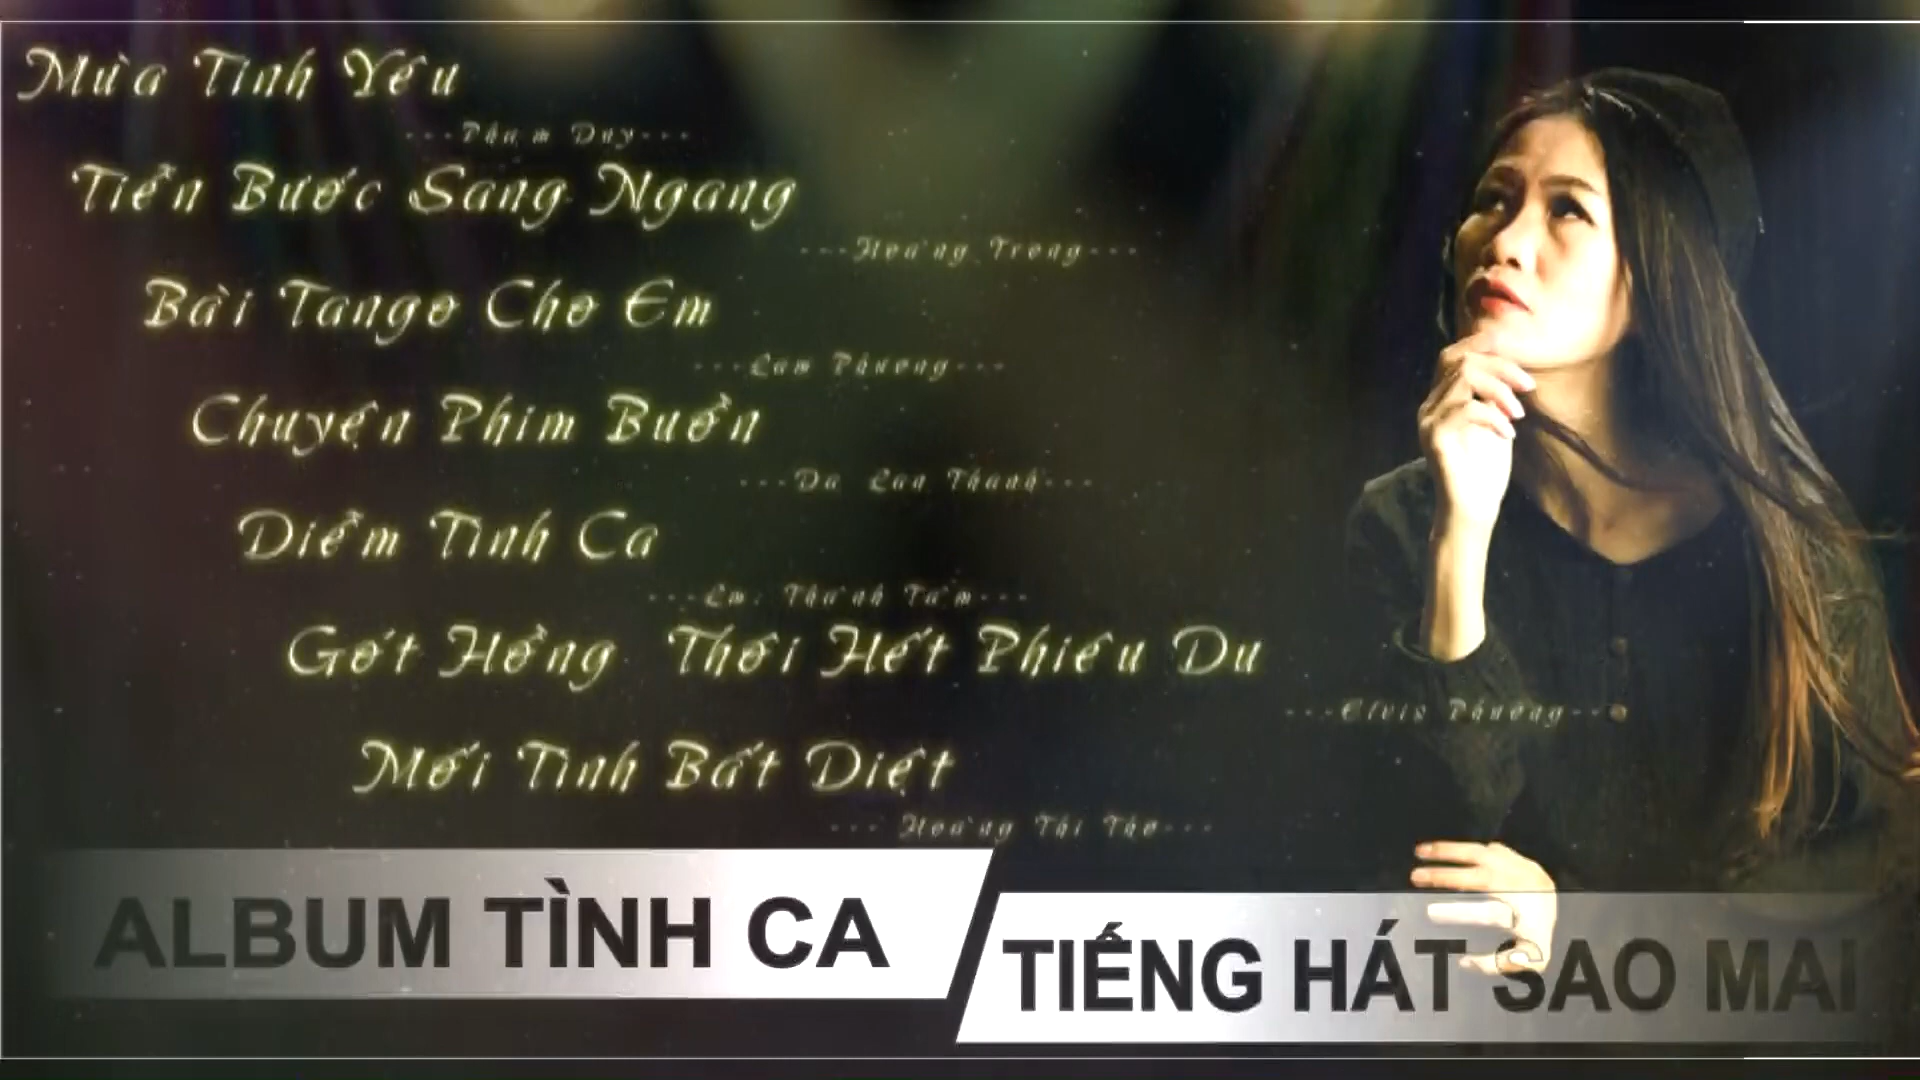 Mùa Tình Yêu
---Phạm Duy---
Tiễn Bước Sang Ngang
---Hoàng Trọng---
Bài Tango Cho Em
---Lam Phương---
Chuyện Phim Buồn
---Dạ Lan Thanh---
Diễm Tình Ca
---Lm. Thành Tâm---
Gót Hồng Thôi Hết Phiêu Du
---Elvis Phương---
Mối Tình Bất Diệt
--- Hoàng Thi Thơ---
ALBUM TÌNH CA
TIẾNG HÁT SAO MAI